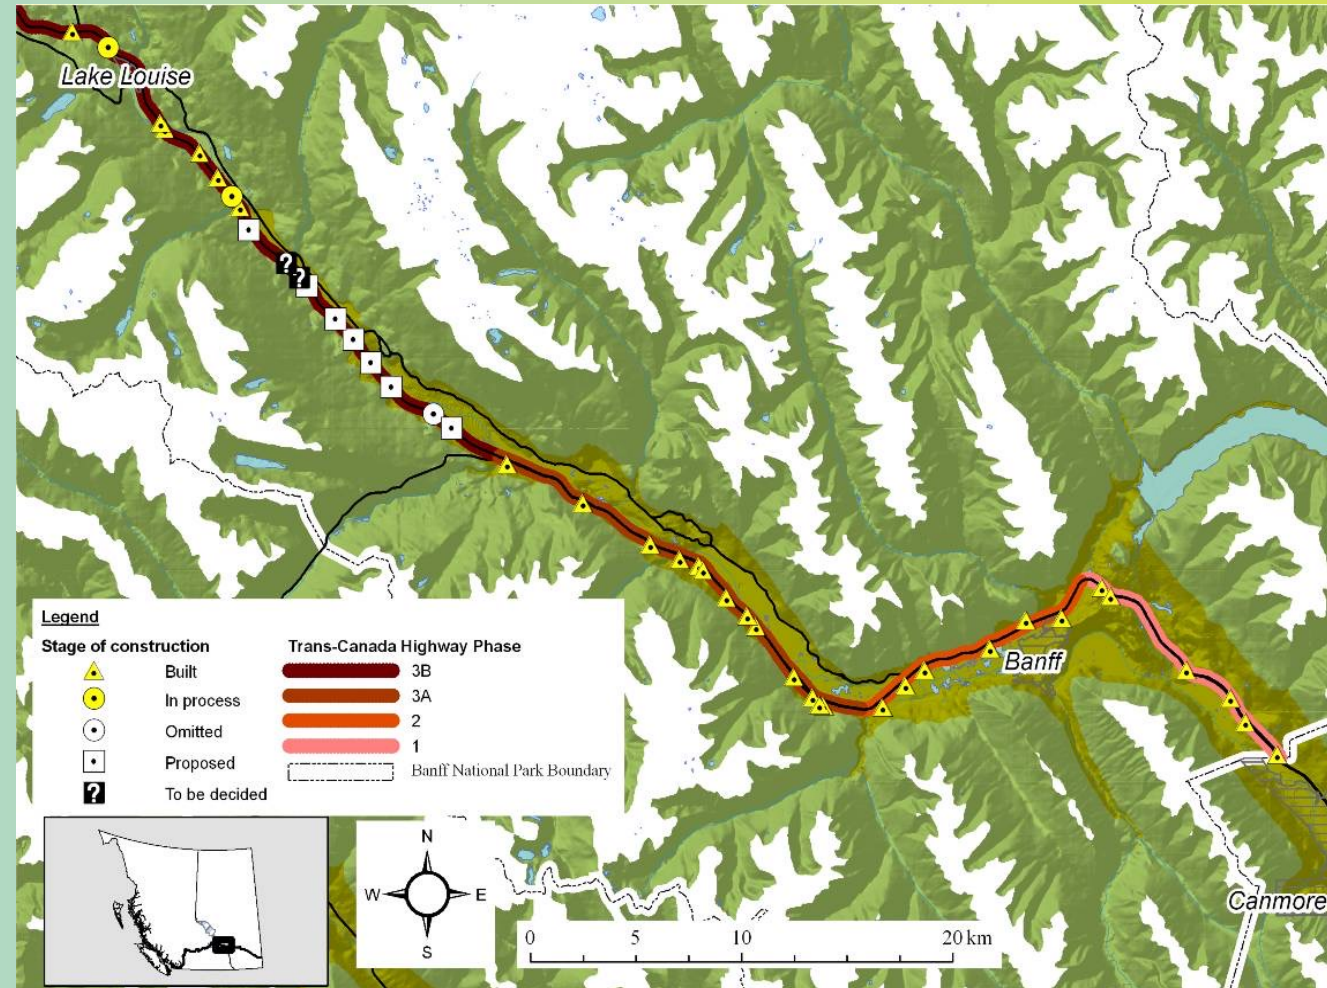 Lake Louise
Banff
Canmore
Legend
Stage of construction
Built
In process
Omitted
Proposed
? To be decided
Trans-Canada Highway Phase
3B
3A
2
1
Banff National Park Boundary
?
?
N
W E
S
0 5 10 20 km